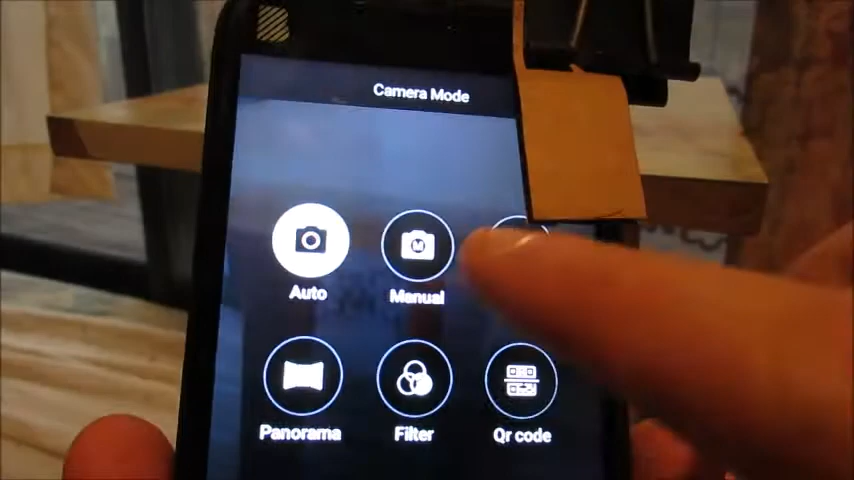 Camera Mode
Auto
Manual
M
Panorama
Filter
Qr code